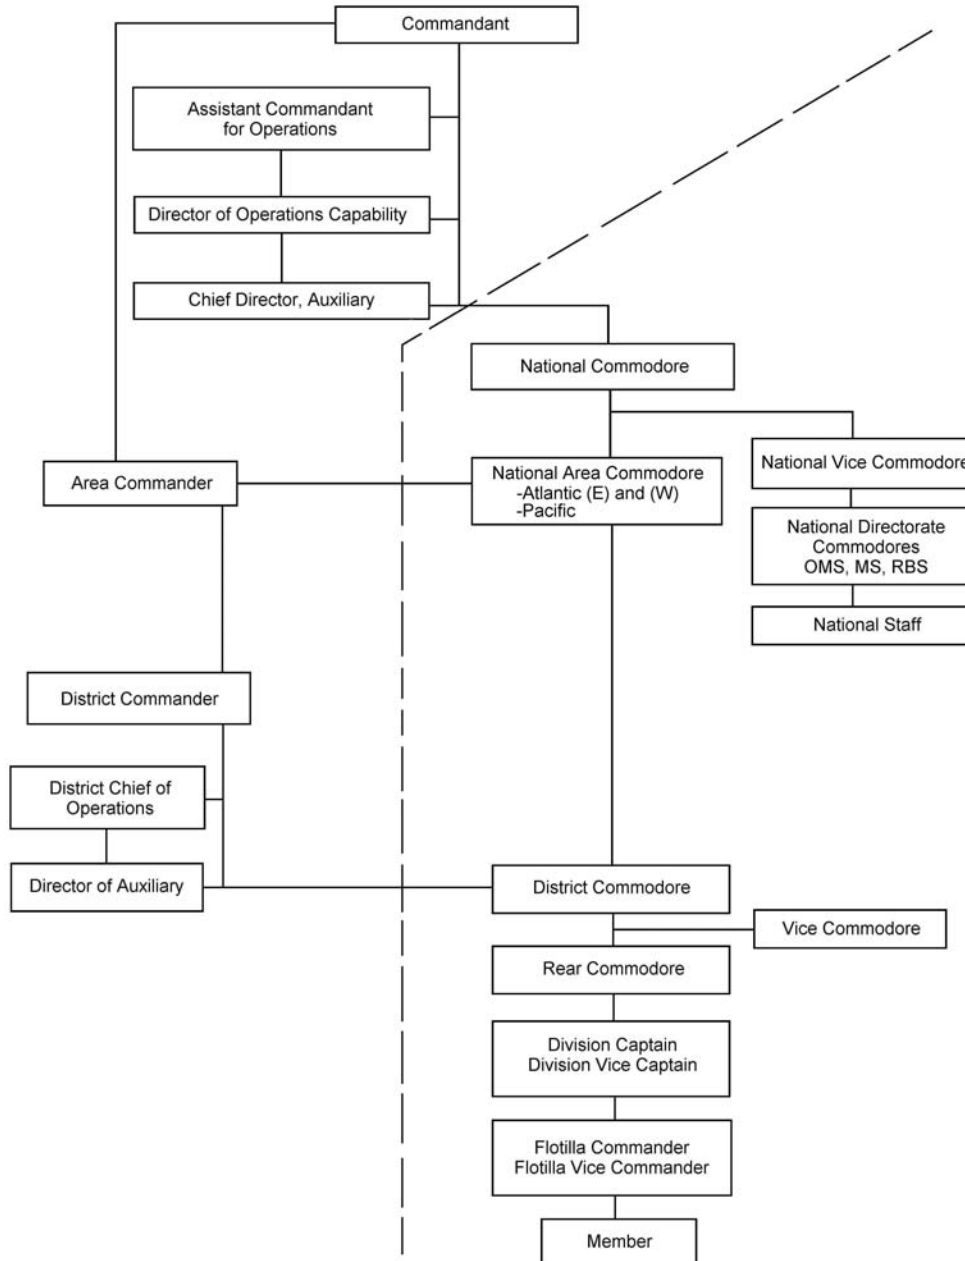 Commandant
Assistant Commandant
for Operations
Director of Operations Capability
Chief Director, Auxiliary
National Commodore
Area Commander
National Area Commodore
-Atlantic (E) and (W)
-Pacific
National Vice Commodore
National Directorate
Commodores
OMS, MS, RBS
National Staff
District Commander
District Chief of
Operations
Director of Auxiliary
District Commodore
Vice Commodore
Rear Commodore
Division Captain
Division Vice Captain
Flotilla Commander
Flotilla Vice Commander
Member